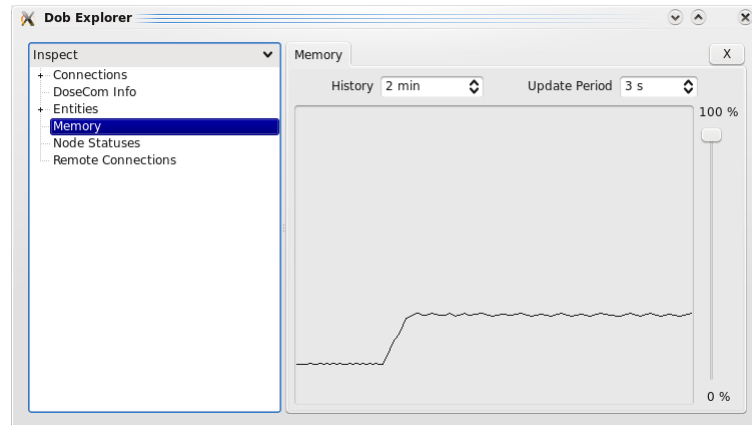 Dob Explorer
Inspect
Connections
DoseCom Info
Entities
Memory
Node Statuses
Remote Connections
Memory
X
History 2 min Update Period 3 s
100 %
0 %